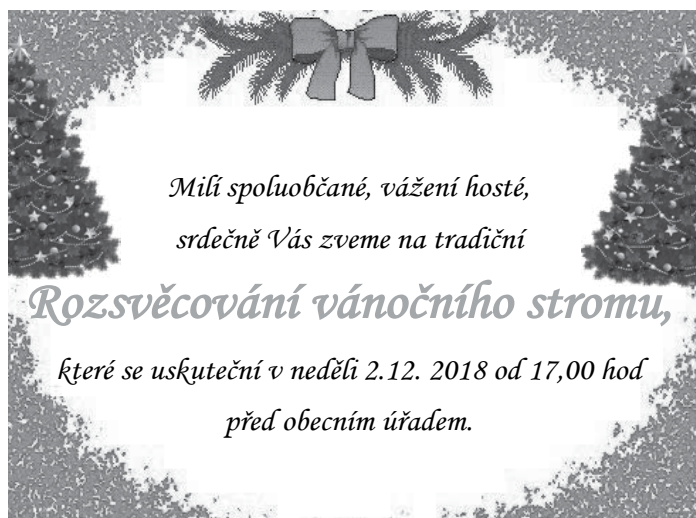 Milí spoluobčané, vážení hosté,
srdečně Vás zveme na tradiční
Rozsvěcování vánočního stromu,
které se uskuteční v neděli 2.12. 2018 od 17,00 hod
před obecním úřadem.